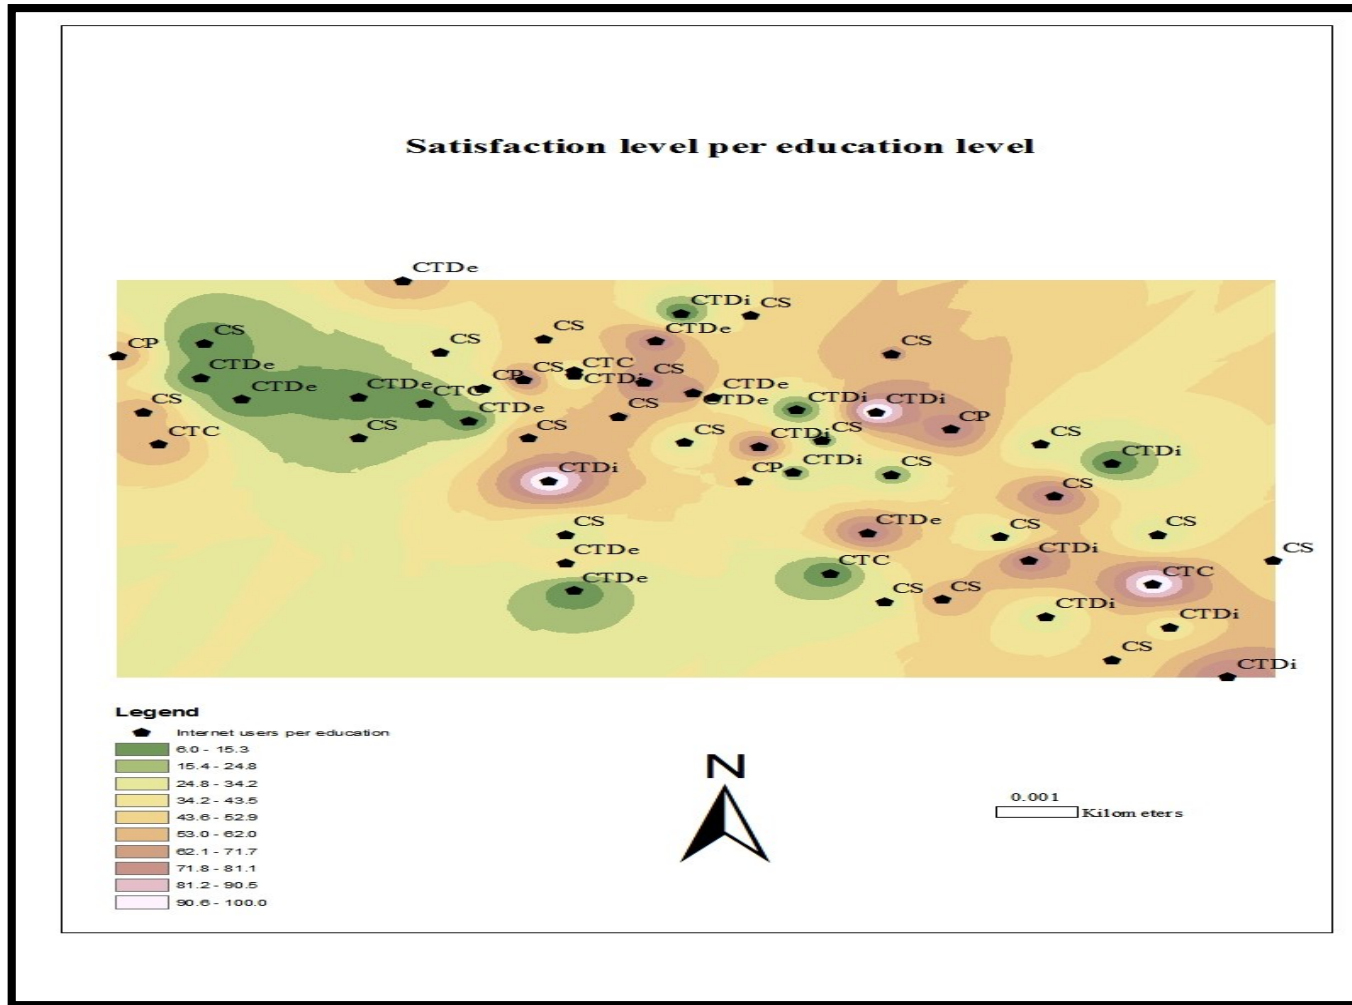 Satisfaction level per education level
CTDe
CTDi
CS
CS
CTDe
CS
CS
CS
CP
CS
CTDe
CS
CTC
CTDi
CS
CP
CTDe
CTDe
CTC
CTDe
CTDe
CTDe
CTDi
CTDi
CS
CTC
CTDe
CS
CS
CS
CS
CTDi
CS
CP
CS
CTDi
CTDi
CP
CTDi
CS
CS
CS
CTDe
CS
CS
CTDe
CTDi
CS
CTDe
CTC
CTC
CS
CS
CTDi
CTDi
CS
CTDi
Legend
Internet users per education
6.0 - 15.3
15.4 - 24.8
24.8 - 34.2
34.2 - 43.5
43.6 - 52.9
53.0 - 62.0
62.1 - 71.7
71.8 - 81.1
81.2 - 90.5
90.6 - 100.0
N
0.001
Kilometers